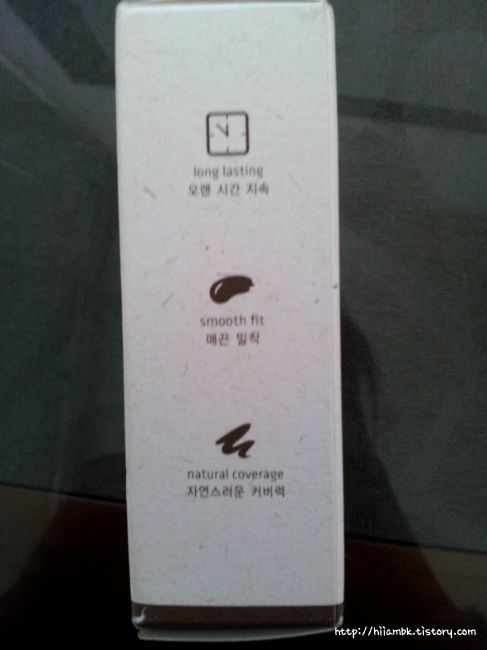 long lasting
오랜 시간 지속
smooth fit
매끈 밀착
natural coverage
자연스러운 커버력
http://hilambk.tistory.com